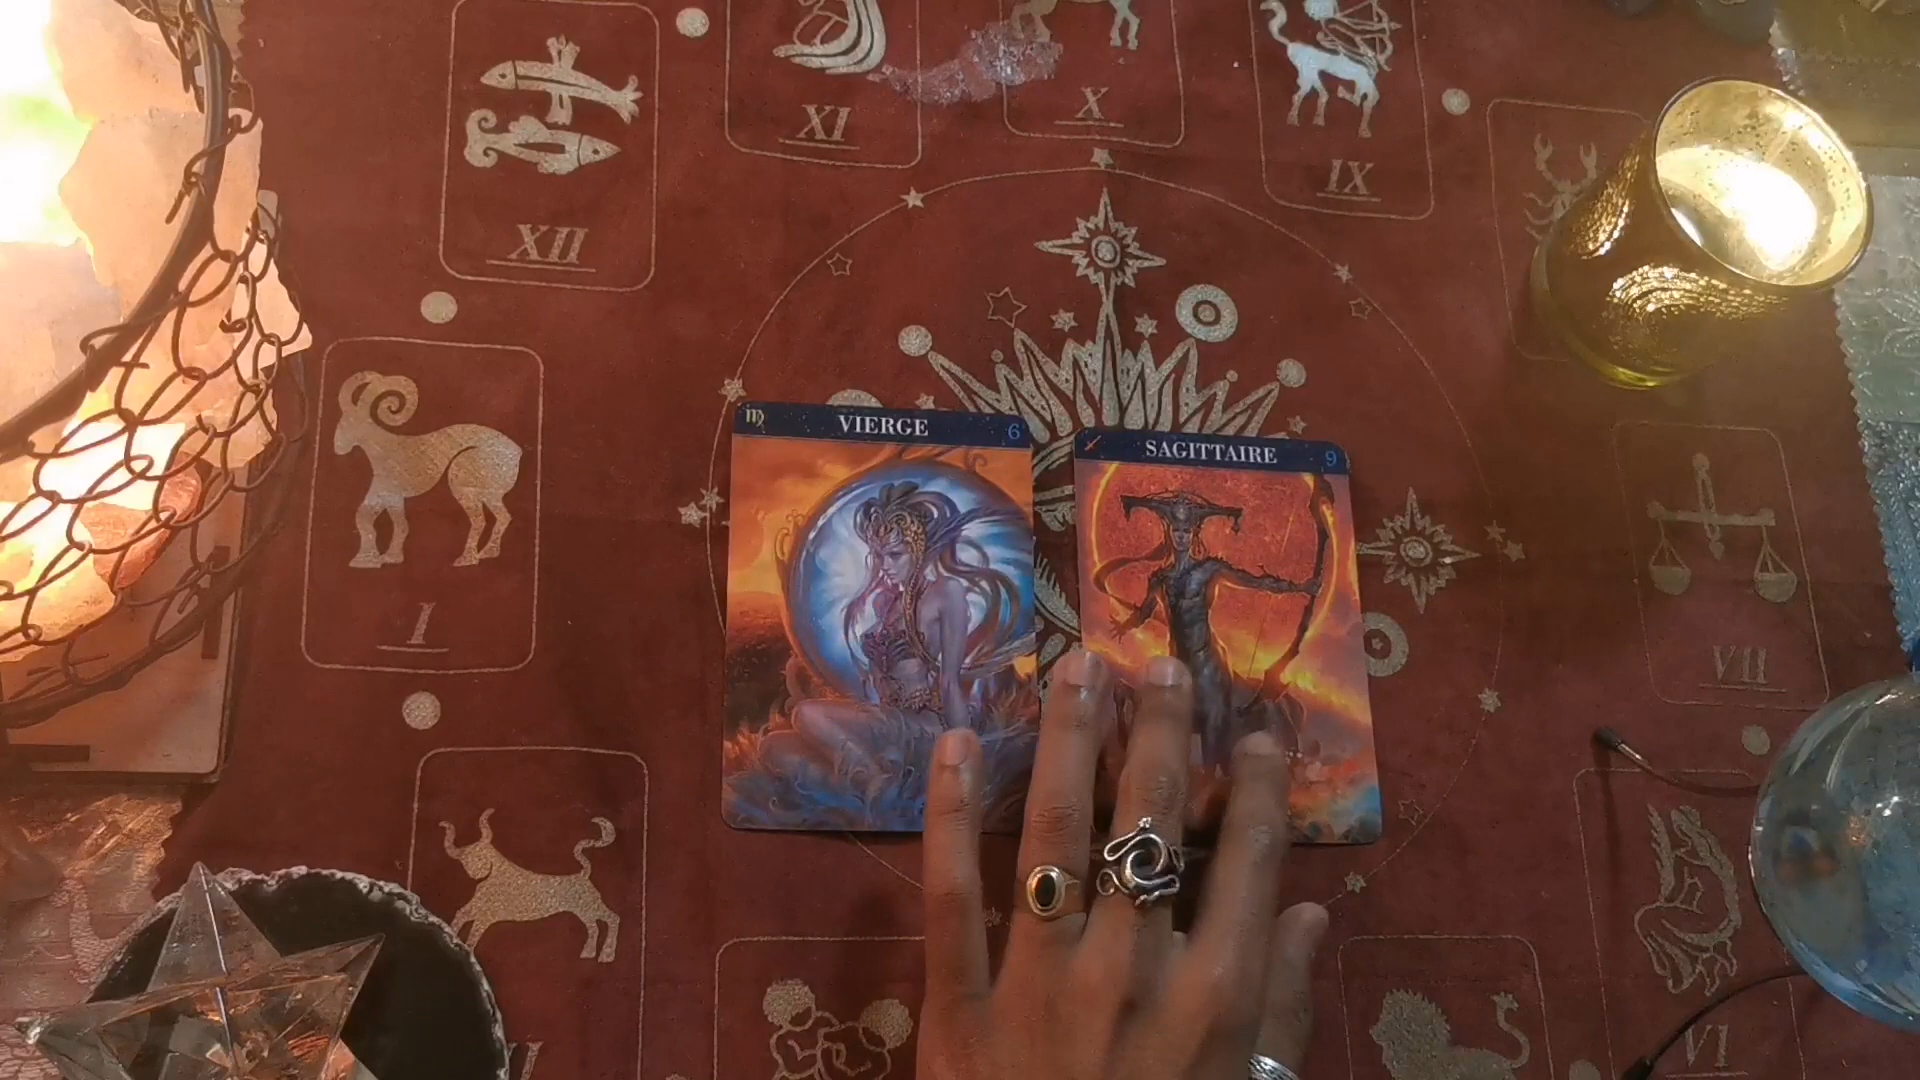 XI
X
IX
XII
♍ VIERGE 6
SAGITTAIRE 9
I
VII
VI